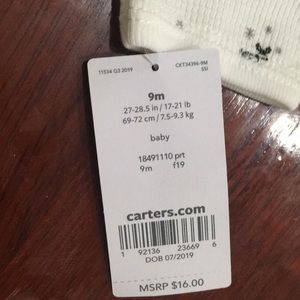 11534 Q3 2019 CKT34396-9M
SSI
9m
27-28.5 in / 17-21 lb
69-72 cm / 7.5-9.3 kg
baby
18491110 prt
9m f19
carters.com
1 92136 23669 6
DOB 07/2019
MSRP $16.00